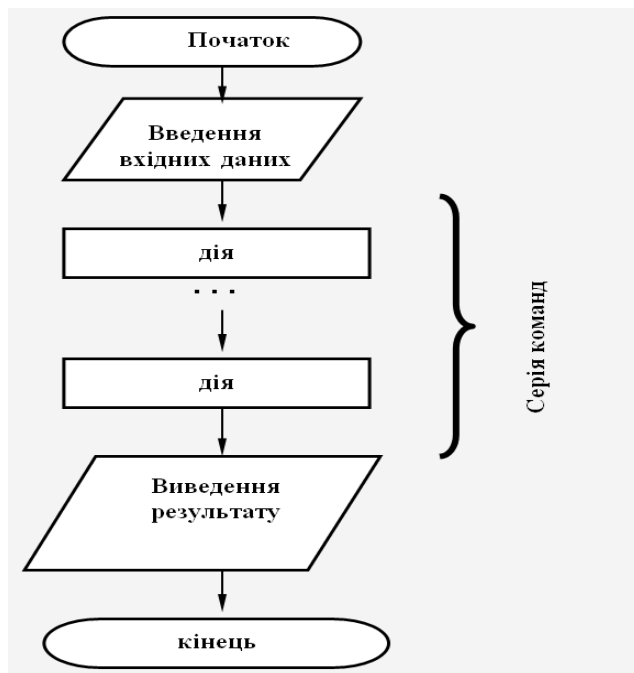 Початок
Введення
вхідних даних
дія
. . .
дія
Серія команд
Виведення
результату
кінець